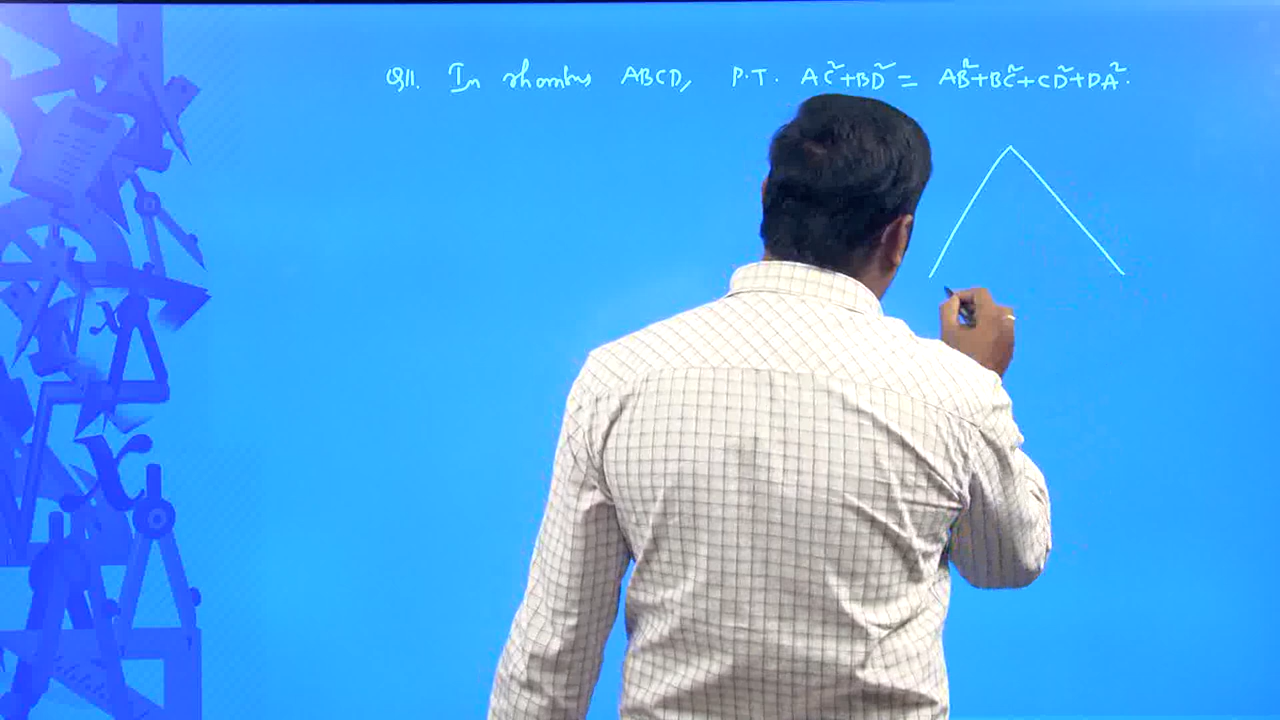 Q11. In rhombus ABCD, P.T. AC²+BD² = AB²+BC²+CD²+DA².